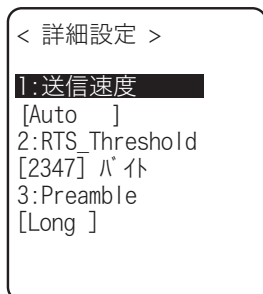 < 詳細設定 >
1:送信速度
[Auto   ]
2:RTS_Threshold
[2347] ﾊﾞｲﾄ
3:Preamble
[Long ]